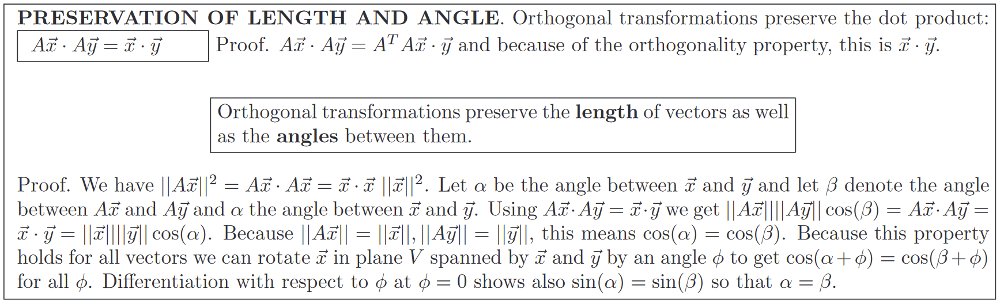 PRESERVATION OF LENGTH AND ANGLE. Orthogonal transformations preserve the dot product:
$A\vec{x} \cdot A\vec{y} = \vec{x} \cdot \vec{y}$ Proof. $A\vec{x} \cdot A\vec{y} = A^T A\vec{x} \cdot \vec{y}$ and because of the orthogonality property, this is $\vec{x} \cdot \vec{y}$.
Orthogonal transformations preserve the length of vectors as well
as the angles between them.
Proof. We have $||A\vec{x}||^2 = A\vec{x} \cdot A\vec{x} = \vec{x} \cdot \vec{x} \; ||\vec{x}||^2$. Let $\alpha$ be the angle between $\vec{x}$ and $\vec{y}$ and let $\beta$ denote the angle
between $A\vec{x}$ and $A\vec{y}$ and $\alpha$ the angle between $\vec{x}$ and $\vec{y}$. Using $A\vec{x} \cdot A\vec{y} = \vec{x} \cdot \vec{y}$ we get $||A\vec{x}||||A\vec{y}|| \cos(\beta) = A\vec{x} \cdot A\vec{y} =$
$\vec{x} \cdot \vec{y} = ||\vec{x}||||\vec{y}|| \cos(\alpha)$. Because $||A\vec{x}|| = ||\vec{x}||, ||A\vec{y}|| = ||\vec{y}||$, this means $\cos(\alpha) = \cos(\beta)$. Because this property
holds for all vectors we can rotate $\vec{x}$ in plane $V$ spanned by $\vec{x}$ and $\vec{y}$ by an angle $\phi$ to get $\cos(\alpha + \phi) = \cos(\beta + \phi)$
for all $\phi$. Differentiation with respect to $\phi$ at $\phi = 0$ shows also $\sin(\alpha) = \sin(\beta)$ so that $\alpha = \beta$.